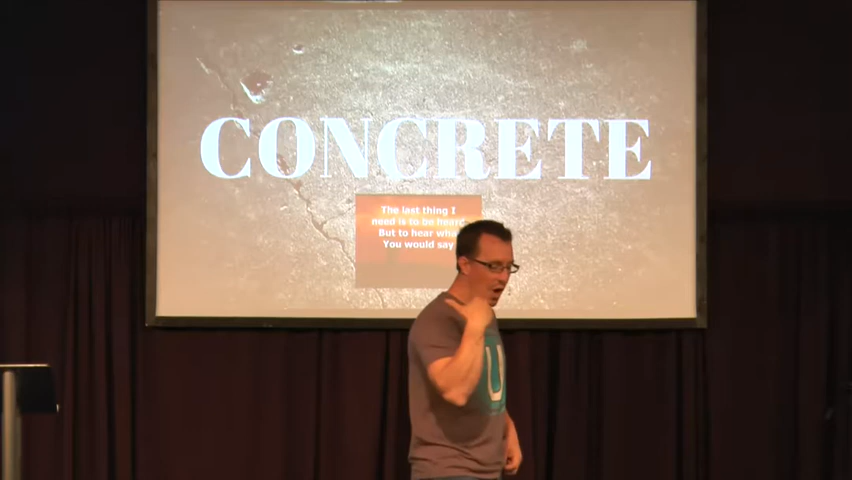 CONCRETE
The last thing I
need is to be heard
But to hear what
You would say
U